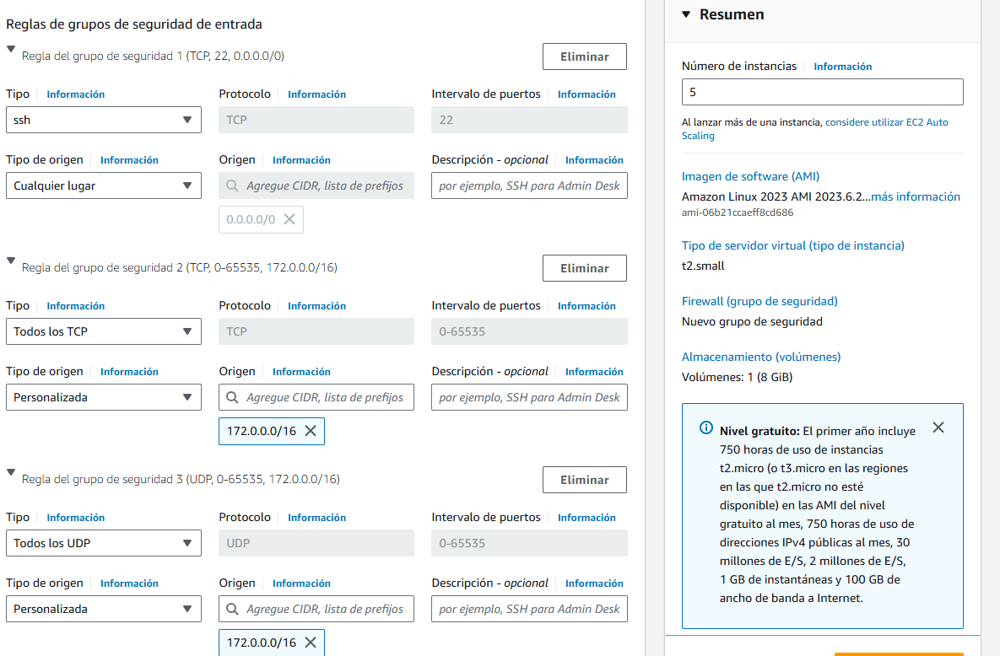 Reglas de grupos de seguridad de entrada
Regla del grupo de seguridad 1 (TCP, 22, 0.0.0.0/0)
Eliminar
Tipo Información
Protocolo Información
Intervalo de puertos Información
ssh
TCP
22
Tipo de origen Información
Origen Información
Descripción - opcional Información
Cualquier lugar
Agregue CIDR, lista de prefijos
por ejemplo, SSH para Admin Desk
0.0.0.0/0
Regla del grupo de seguridad 2 (TCP, 0-65535, 172.0.0.0/16)
Eliminar
Tipo Información
Protocolo Información
Intervalo de puertos Información
Todos los TCP
TCP
0-65535
Tipo de origen Información
Origen Información
Descripción - opcional Información
Personalizada
Agregue CIDR, lista de prefijos
por ejemplo, SSH para Admin Desk
172.0.0.0/16
Regla del grupo de seguridad 3 (UDP, 0-65535, 172.0.0.0/16)
Eliminar
Tipo Información
Protocolo Información
Intervalo de puertos Información
Todos los UDP
UDP
0-65535
Tipo de origen Información
Origen Información
Descripción - opcional Información
Personalizada
Agregue CIDR, lista de prefijos
por ejemplo, SSH para Admin Desk
172.0.0.0/16
Resumen
Número de instancias Información
5
Al lanzar más de una instancia, considere utilizar EC2 Auto
Scaling
Imagen de software (AMI)
Amazon Linux 2023 AMI 2023.6.2...más información
ami-06b21ccaeff8cd686
Tipo de servidor virtual (tipo de instancia)
t2.small
Firewall (grupo de seguridad)
Nuevo grupo de seguridad
Almacenamiento (volúmenes)
Volúmenes: 1 (8 GiB)
Nivel gratuito: El primer año incluye
750 horas de uso de instancias
t2.micro (o t3.micro en las regiones
en las que t2.micro no esté
disponible) en las AMI del nivel
gratuito al mes, 750 horas de uso de
direcciones IPv4 públicas al mes, 30
millones de E/S, 2 millones de E/S,
1 GB de instantáneas y 100 GB de
ancho de banda a Internet.